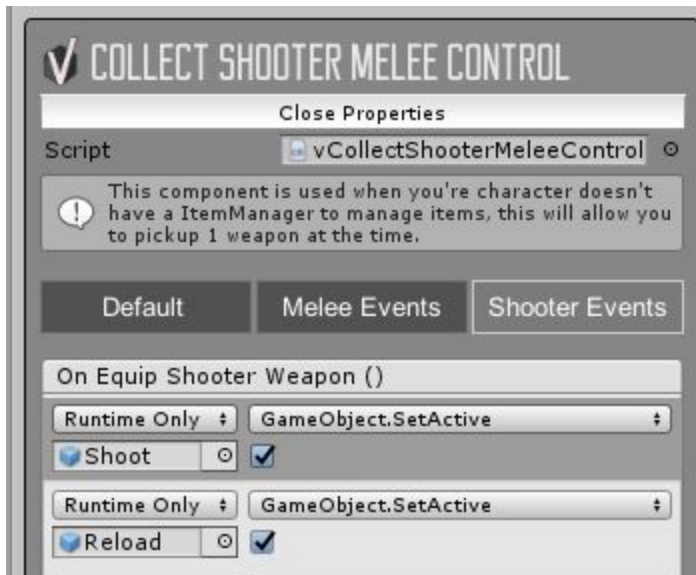 COLLECT SHOOTER MELEE CONTROL
Close Properties
Script vCollectShooterMeleeControl
This component is used when you're character doesn't
have a ItemManager to manage items, this will allow you
to pickup 1 weapon at the time.
Default Melee Events Shooter Events
On Equip Shooter Weapon ()
Runtime Only GameObject.SetActive
Shoot
Runtime Only GameObject.SetActive
Reload